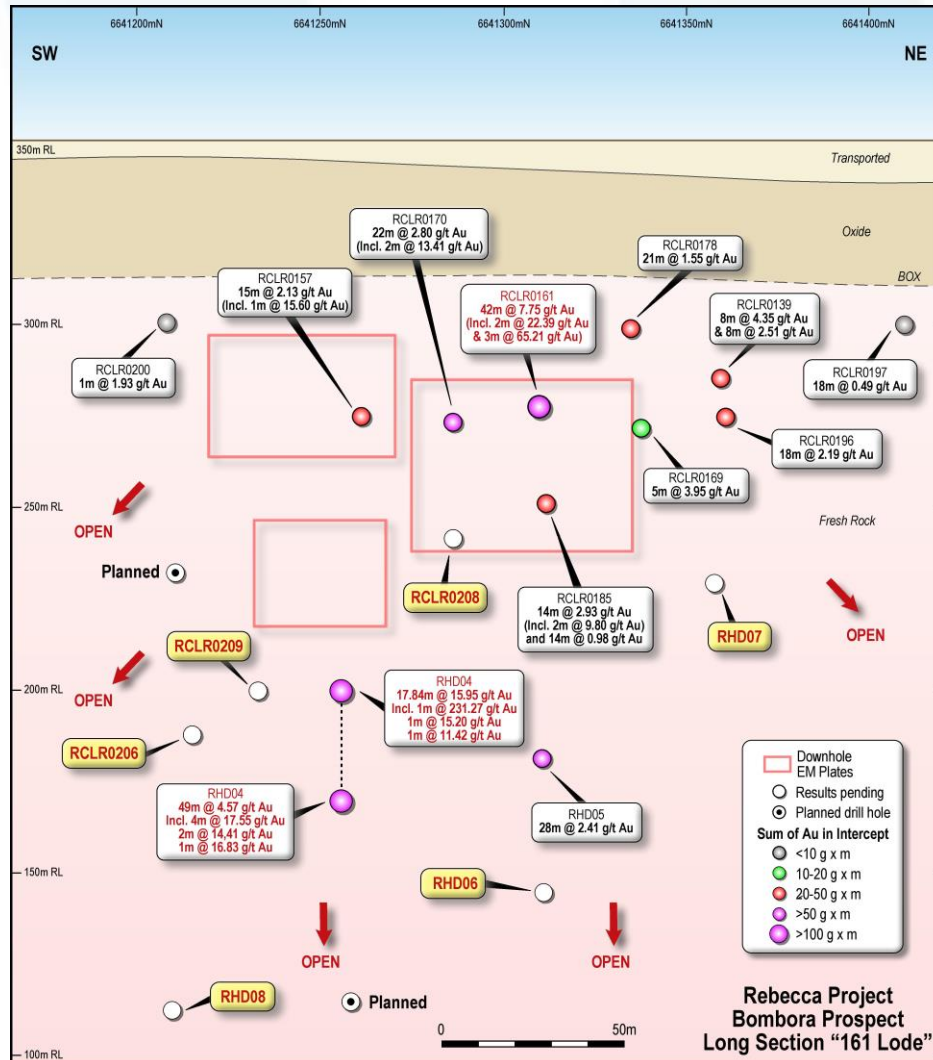 6641200mN
6641250mN
6641300mN
6641350mN
6641400mN
SW
NE
350m RL
Transported
Oxide
BOX
RCLR0170
22m @ 2.80 g/t Au
(Incl. 2m @ 13.41 g/t Au)
RCLR0178
21m @ 1.55 g/t Au
RCLR0157
15m @ 2.13 g/t Au
(Incl. 1m @ 15.60 g/t Au)
RCLR0161
42m @ 7.75 g/t Au
(Incl. 2m @ 22.39 g/t Au
& 3m @ 65.21 g/t Au)
RCLR0139
8m @ 4.35 g/t Au
& 8m @ 2.51 g/t Au
300m RL
RCLR0200
1m @ 1.93 g/t Au
RCLR0197
18m @ 0.49 g/t Au
RCLR0196
18m @ 2.19 g/t Au
RCLR0169
5m @ 3.95 g/t Au
250m RL
Fresh Rock
OPEN
Planned
RCLR0208
RCLR0185
14m @ 2.93 g/t Au
(Incl. 2m @ 9.80 g/t Au)
and 14m @ 0.98 g/t Au
RHD07
OPEN
RCLR0209
200m RL
OPEN
RHD04
17.84m @ 15.95 g/t Au
Incl. 1m @ 231.27 g/t Au
1m @ 15.20 g/t Au
1m @ 11.42 g/t Au
RCLR0206
RHD04
49m @ 4.57 g/t Au
Incl. 4m @ 17.55 g/t Au
2m @ 14,41 g/t Au
1m @ 16.83 g/t Au
RHD05
28m @ 2.41 g/t Au
Downhole
EM Plates
Results pending
Planned drill hole
Sum of Au in Intercept
<10 g x m
10-20 g x m
20-50 g x m
>50 g x m
>100 g x m
150m RL
RHD06
OPEN
OPEN
RHD08
Planned
Rebecca Project
Bombora Prospect
Long Section "161 Lode"
0
50m
100m RL